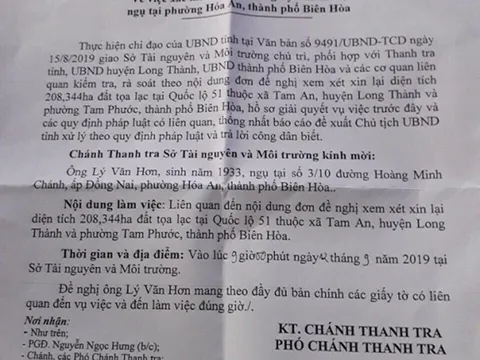 ngụ tại phường Hóa An, thành phố Biên Hòa
Thực hiện chỉ đạo của UBND tỉnh tại Văn bản số 9491/UBND-TCD ngày
15/8/2019 giao Sở Tài nguyên và Môi trường chủ trì, phối hợp với Thanh tra
tỉnh, UBND huyện Long Thành, UBND thành phố Biên Hòa và các cơ quan liên
quan kiểm tra, rà soát theo nội dung đơn đề nghị xem xét xin lại diện tích
208,344ha đất tọa lạc tại Quốc lộ 51 thuộc xã Tam An, huyện Long Thành và
phường Tam Phước, thành phố Biên Hòa, hồ sơ giải quyết vụ việc trước đây và
các quy định pháp luật có liên quan, thống nhất báo cáo đề xuất Chủ tịch UBND
tỉnh xử lý theo quy định pháp luật và trả lời công dân biết.
Chánh Thanh tra Sở Tài nguyên và Môi trường kính mời:
Ông Lý Văn Hơn, sinh năm 1933, ngụ tại số 3/10 đường Hoàng Minh
Chánh, ấp Đồng Nai, phường Hóa An, thành phố Biên Hòa..
Nội dung làm việc: Liên quan đến nội dung đơn đề nghị xem xét xin lại
diện tích 208,344ha đất tọa lạc tại Quốc lộ 51 thuộc xã Tam An, huyện Long
Thành và phường Tam Phước, thành phố Biên Hòa.
Thời gian và địa điểm: Vào lúc giờ phút ngày tháng 9 năm 2019 tại
Sở Tài nguyên và Môi trường.
Đề nghị ông Lý Văn Hơn mang theo đầy đủ bản chính các giấy tờ có liên
quan đến vụ việc và đến làm việc đúng giờ./.
Nơi nhận:
- Như trên;
- PGĐ. Nguyễn Ngọc Hưng (b/c);
- Chánh, các Phó Chánh thanh tra;
KT. CHÁNH THANH TRA
PHÓ CHÁNH THANH TRA